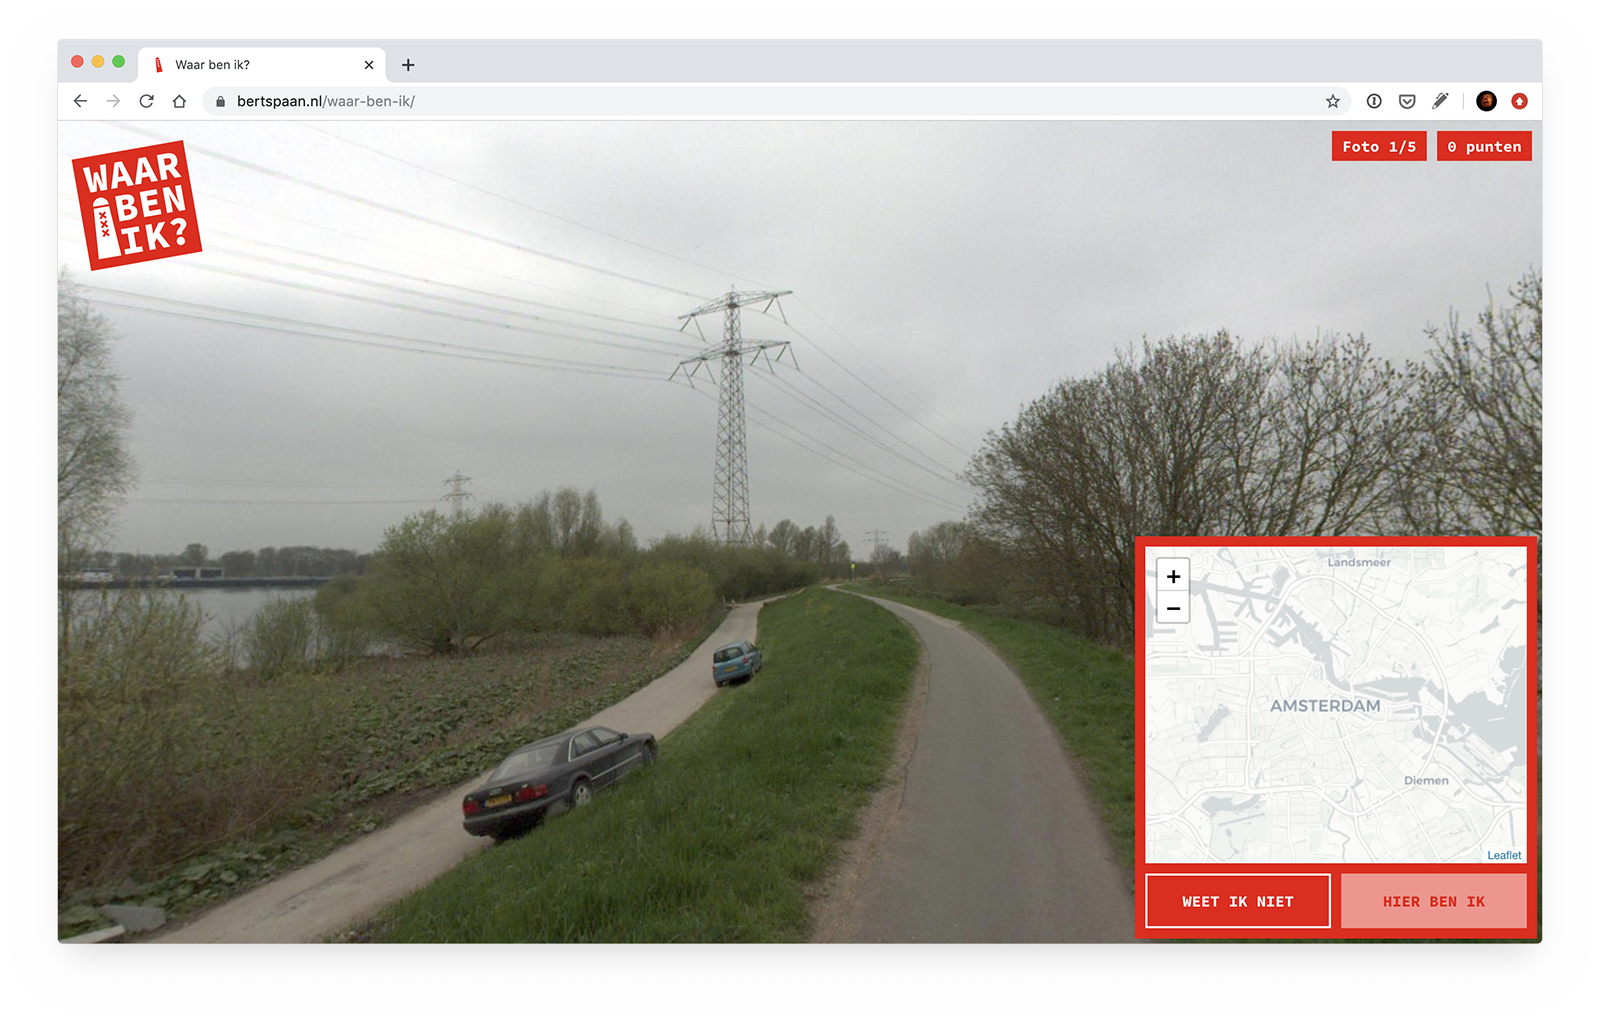 Waar ben ik?
bertspaan.nl/waar-ben-ik/
WAAR
BEN
IK?
Foto 1/5
0 punten
+
−
Landsmeer
AMSTERDAM
Diemen
Leaflet
WEET IK NIET
HIER BEN IK